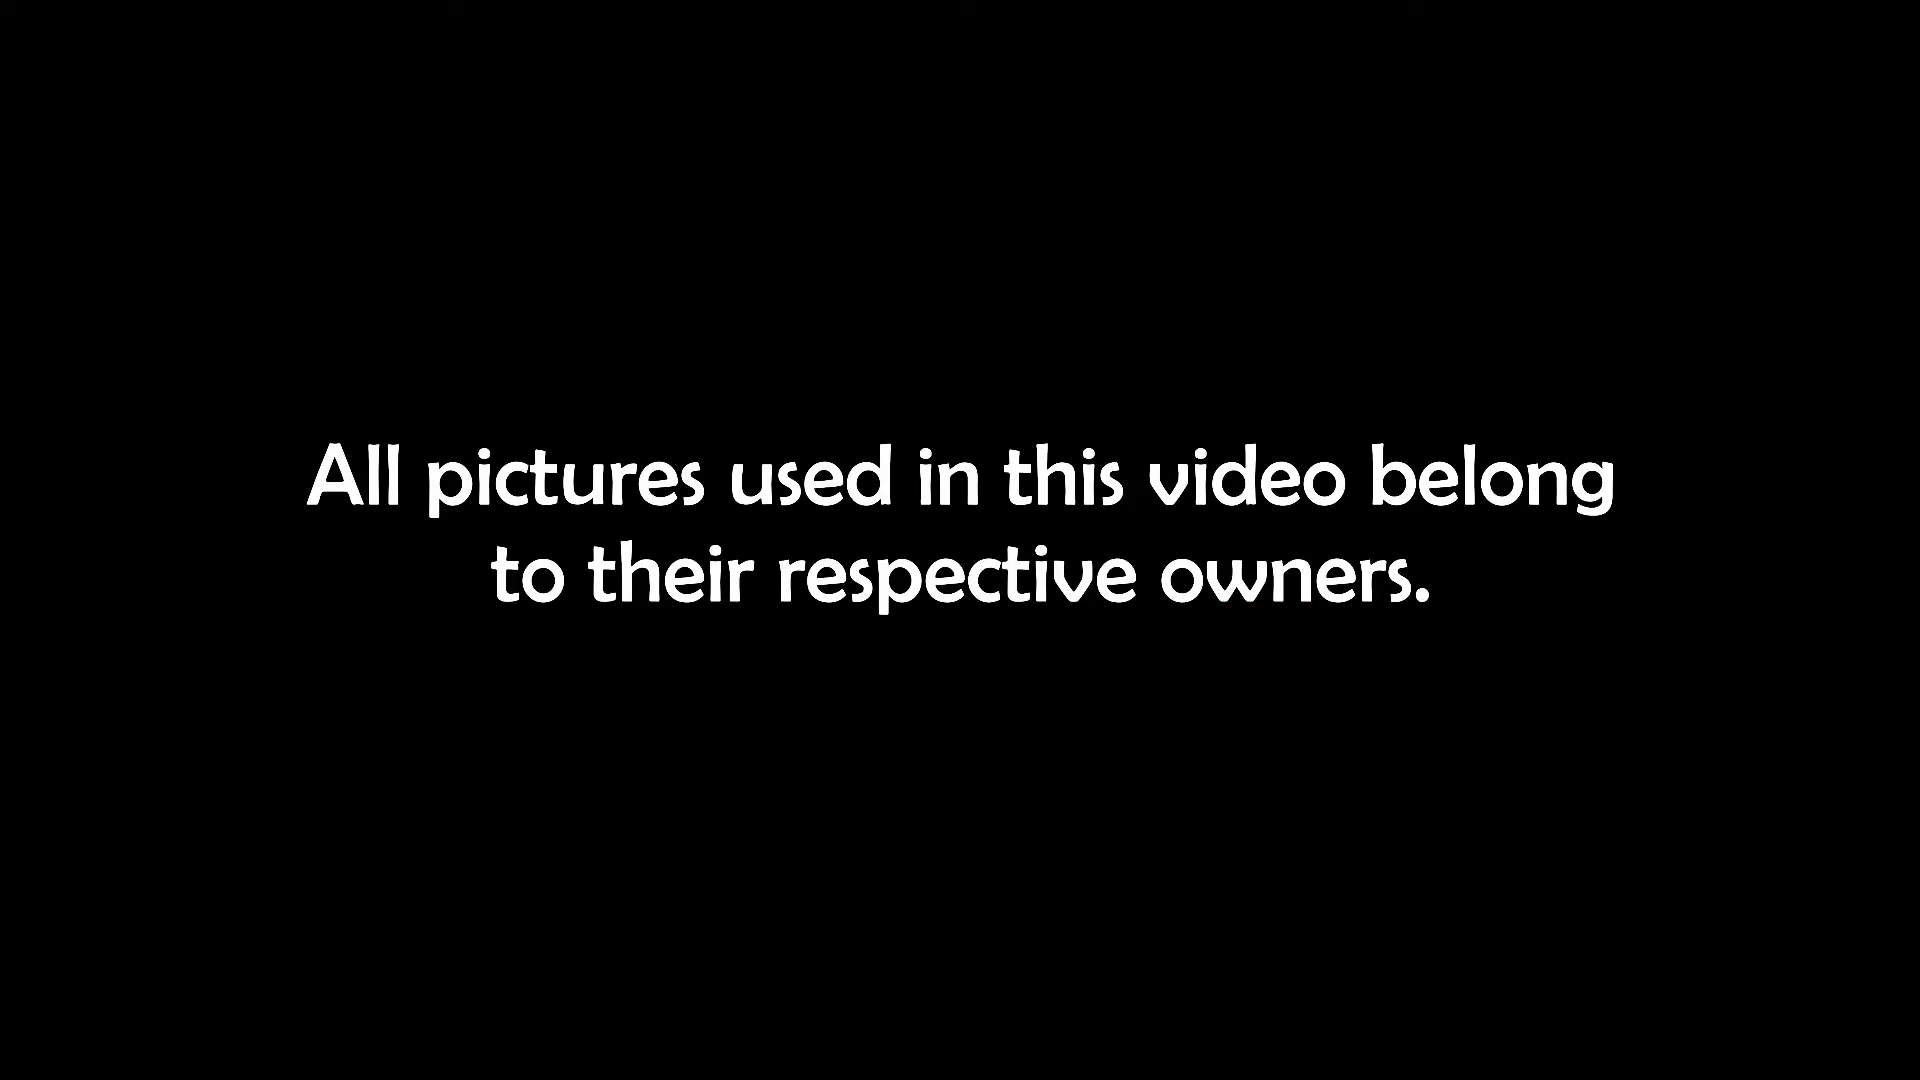 All pictures used in this video belong
to their respective owners.